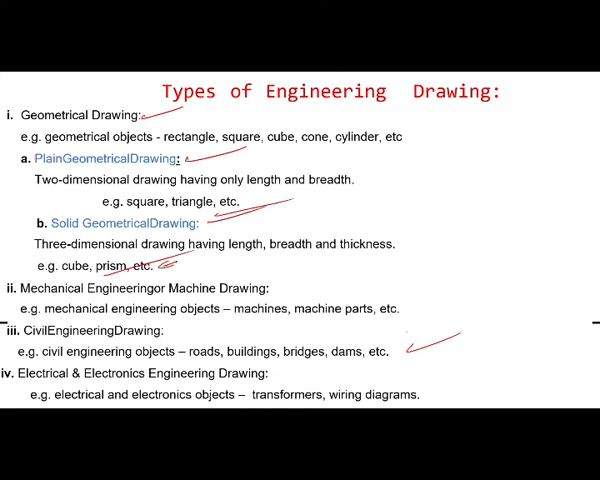 Types of Engineering Drawing:
i. Geometrical Drawing:
e.g. geometrical objects - rectangle, square, cube, cone, cylinder, etc
a. PlainGeometricalDrawing:
Two-dimensional drawing having only length and breadth.
e.g. square, triangle, etc.
b. Solid GeometricalDrawing:
Three-dimensional drawing having length, breadth and thickness.
e.g. cube, prism, etc.
ii. Mechanical Engineeringor Machine Drawing:
e.g. mechanical engineering objects – machines, machine parts, etc.
iii. CivilEngineeringDrawing:
e.g. civil engineering objects – roads, buildings, bridges, dams, etc.
iv. Electrical & Electronics Engineering Drawing:
e.g. electrical and electronics objects – transformers, wiring diagrams.